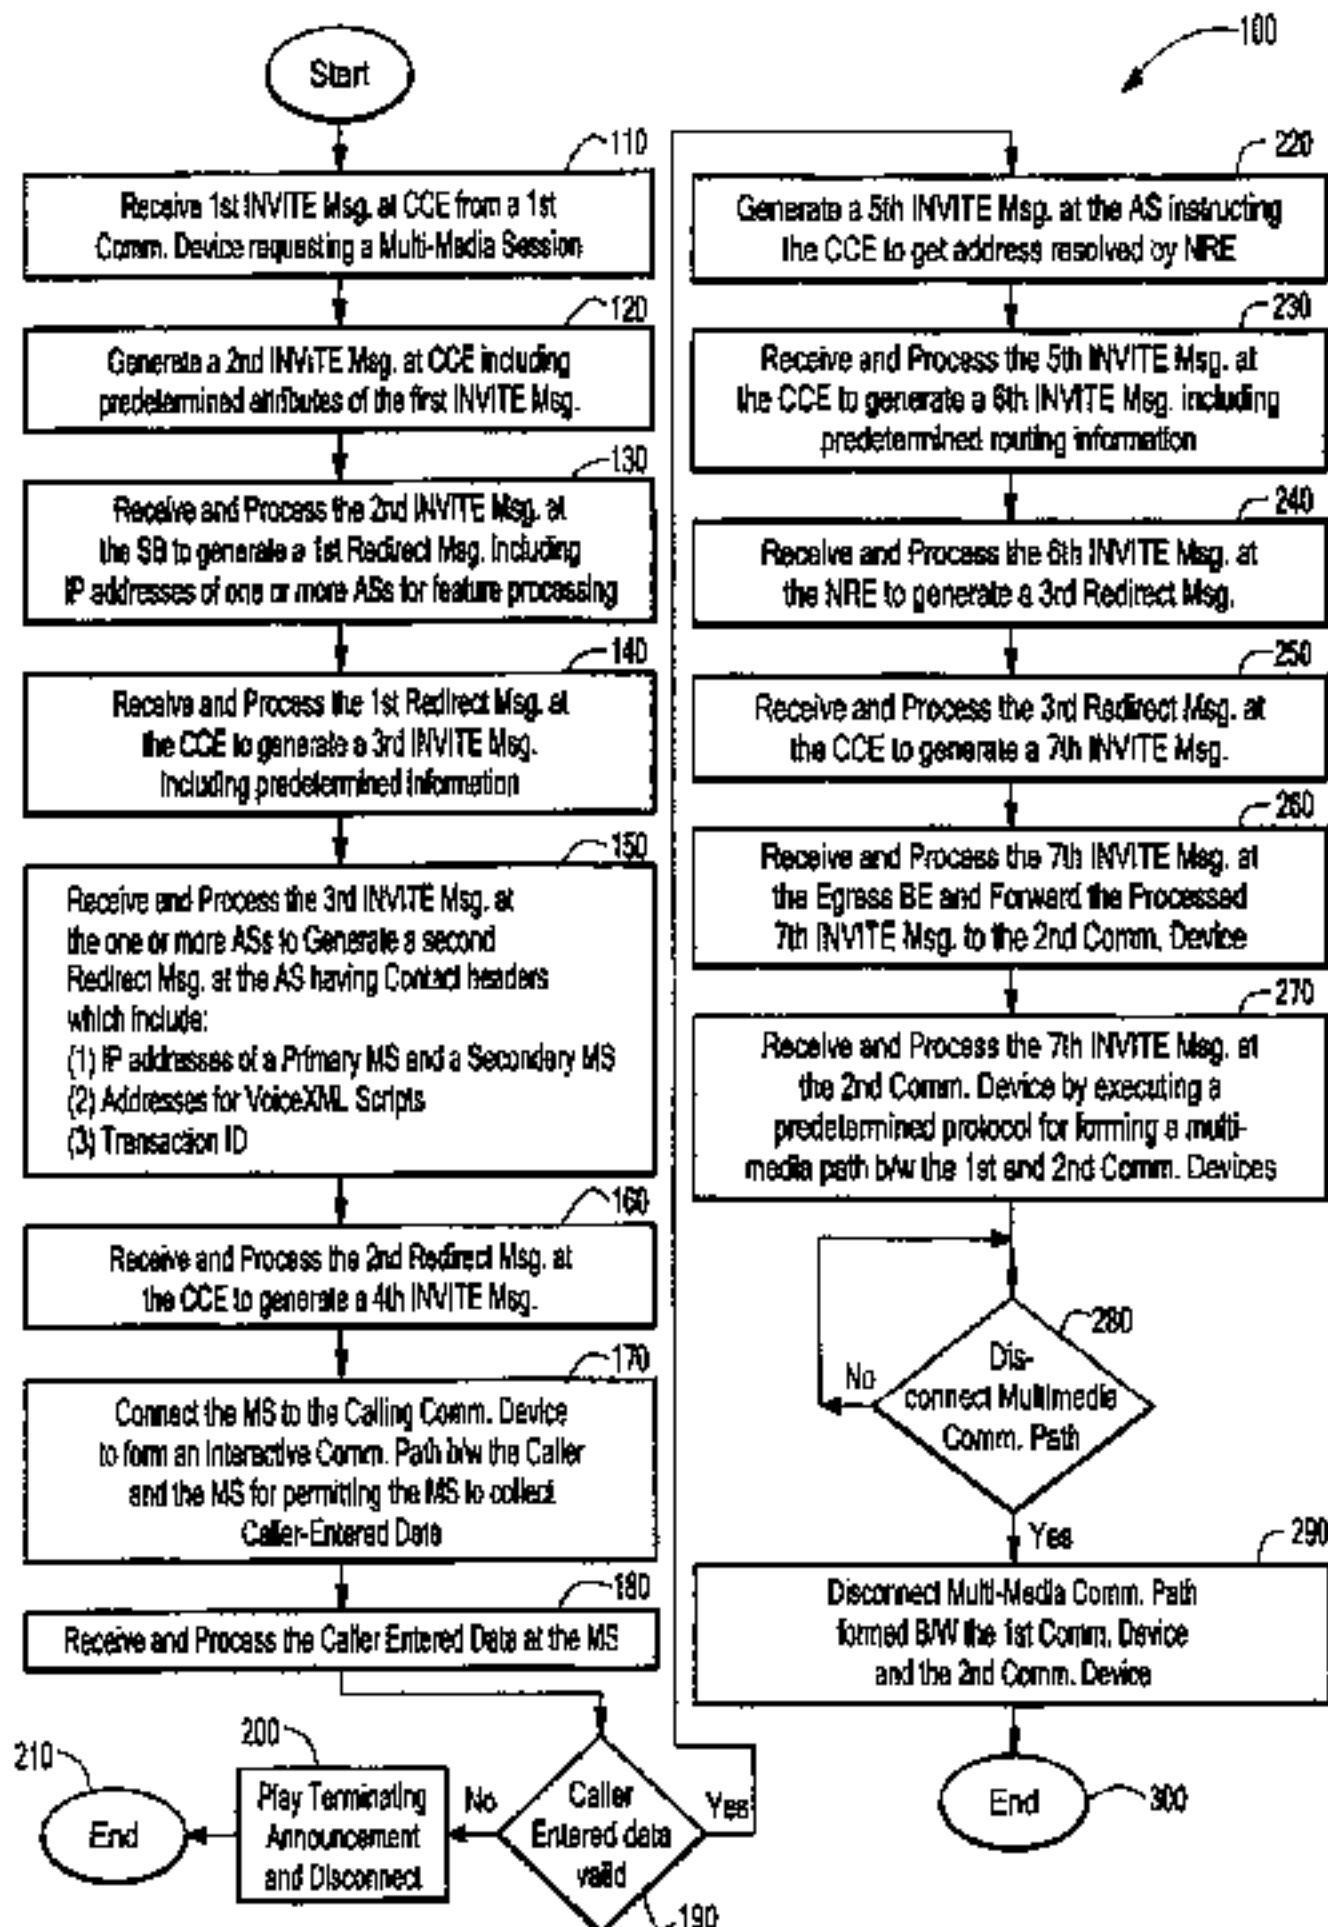 100
Start
110
Receive 1st INVITE Msg. at CCE from a 1st
Comm. Device requesting a Multi-Media Session
120
Generate a 2nd INVITE Msg. at CCE including
predetermined attributes of the first INVITE Msg.
130
Receive and Process the 2nd INVITE Msg. at
the SB to generate a 1st Redirect Msg. Including
IP addresses of one or more ASs for feature processing
140
Receive and Process the 1st Redirect Msg. at
the CCE to generate a 3rd INVITE Msg.
Including predetermined Information
150
Receive and Process the 3rd INVITE Msg. at
the one or more ASs to Generate a second
Redirect Msg. at the AS having Contact headers
which include:
(1) IP addresses of a Primary MS and a Secondary MS
(2) Addresses for VoiceXML Scripts
(3) Transaction ID
160
Receive and Process the 2nd Redirect Msg. at
the CCE to generate a 4th INVITE Msg.
170
Connect the MS to the Calling Comm. Device
to form an Interactive Comm. Path b/w the Caller
and the MS for permitting the MS to collect
Caller-Entered Data
180
Receive and Process the Caller Entered Data at the MS
190
Caller
Entered data
valid
No
Yes
200
Play Terminating
Announcement
and Disconnect
210
End
220
Generate a 5th INVITE Msg. at the AS instructing
the CCE to get address resolved by NRE
230
Receive and Process the 5th INVITE Msg. at
the CCE to generate a 6th INVITE Msg. including
predetermined routing information
240
Receive and Process the 6th INVITE Msg. at
the NRE to generate a 3rd Redirect Msg.
250
Receive and Process the 3rd Redirect Msg. at
the CCE to generate a 7th INVITE Msg.
260
Receive and Process the 7th INVITE Msg. at
the Egress BE and Forward the Processed
7th INVITE Msg. to the 2nd Comm. Device
270
Receive and Process the 7th INVITE Msg. at
the 2nd Comm. Device by executing a
predetermined protocol for forming a multi-
media path b/w the 1st and 2nd Comm. Devices
280
Dis-
connect Multimedia
Comm. Path
No
Yes
290
Disconnect Multi-Media Comm. Path
formed B/W the 1st Comm. Device
and the 2nd Comm. Device
End
300